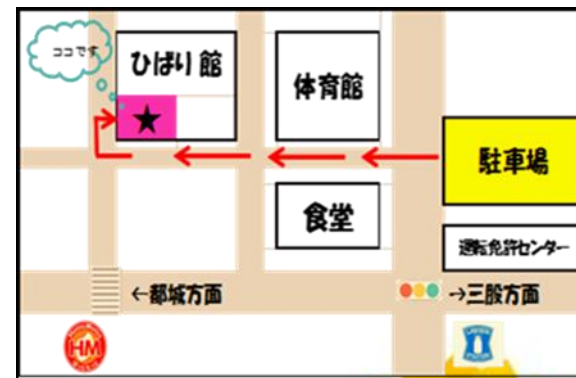 ココです
ひばり館
★
体育館
駐車場
食堂
運転免許センター
←都城方面
→三股方面
HM